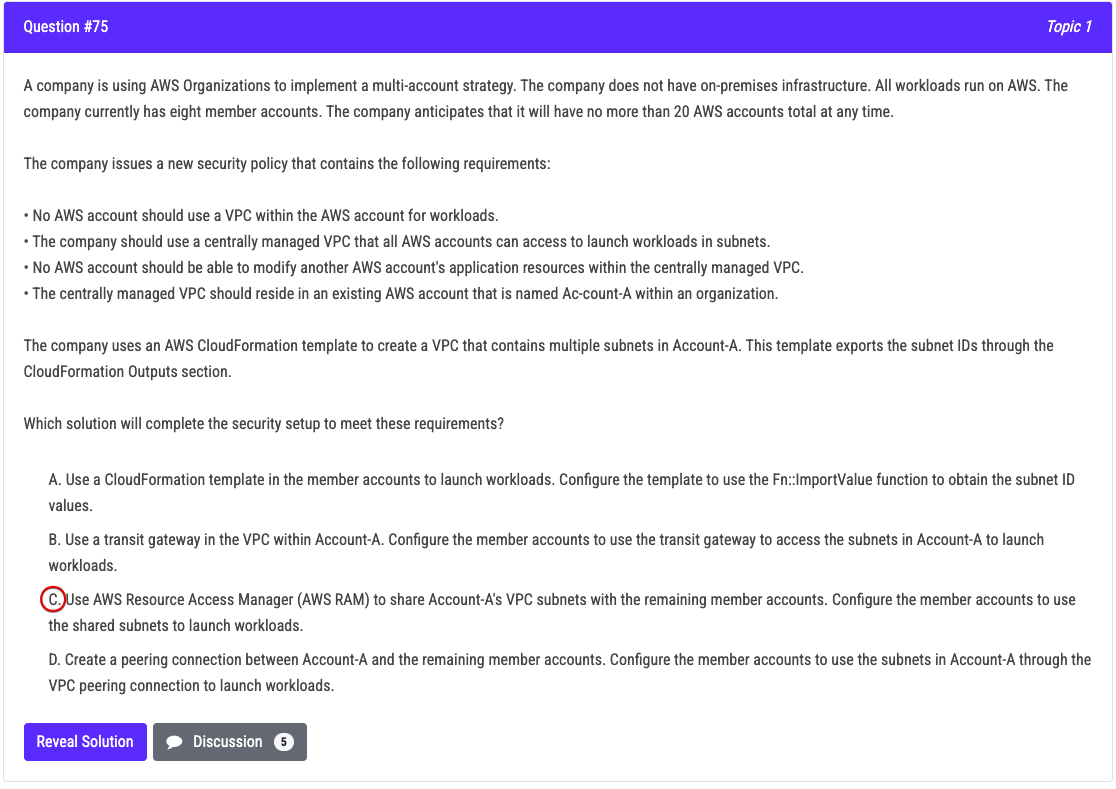 Question #75
Topic 1
A company is using AWS Organizations to implement a multi-account strategy. The company does not have on-premises infrastructure. All workloads run on AWS. The
company currently has eight member accounts. The company anticipates that it will have no more than 20 AWS accounts total at any time.
The company issues a new security policy that contains the following requirements:
• No AWS account should use a VPC within the AWS account for workloads.
• The company should use a centrally managed VPC that all AWS accounts can access to launch workloads in subnets.
• No AWS account should be able to modify another AWS account's application resources within the centrally managed VPC.
• The centrally managed VPC should reside in an existing AWS account that is named Ac-count-A within an organization.
The company uses an AWS CloudFormation template to create a VPC that contains multiple subnets in Account-A. This template exports the subnet IDs through the
CloudFormation Outputs section.
Which solution will complete the security setup to meet these requirements?
A. Use a CloudFormation template in the member accounts to launch workloads. Configure the template to use the Fn::ImportValue function to obtain the subnet ID
values.
B. Use a transit gateway in the VPC within Account-A. Configure the member accounts to use the transit gateway to access the subnets in Account-A to launch
workloads.
C. Use AWS Resource Access Manager (AWS RAM) to share Account-A's VPC subnets with the remaining member accounts. Configure the member accounts to use
the shared subnets to launch workloads.
D. Create a peering connection between Account-A and the remaining member accounts. Configure the member accounts to use the subnets in Account-A through the
VPC peering connection to launch workloads.
Reveal Solution
Discussion 5